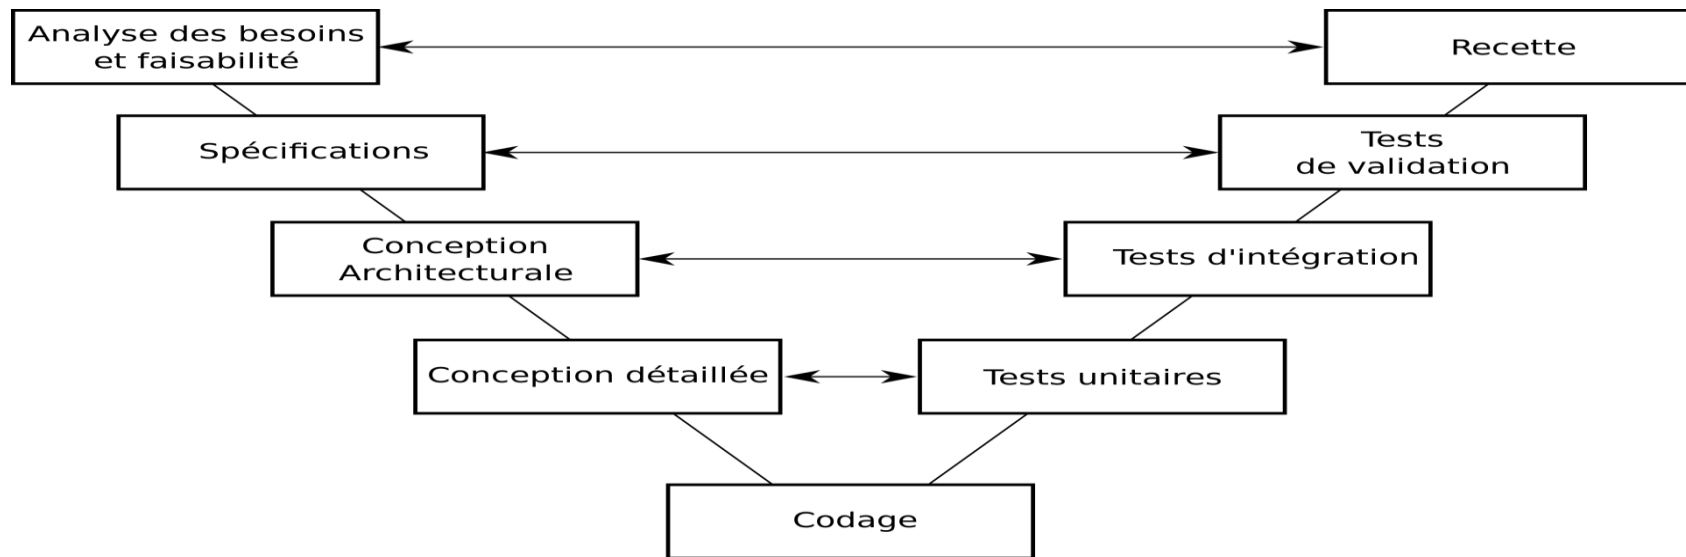 Analyse des besoins
et faisabilité
Recette
Spécifications
Tests
de validation
Conception
Architecturale
Tests d'intégration
Conception détaillée
Tests unitaires
Codage